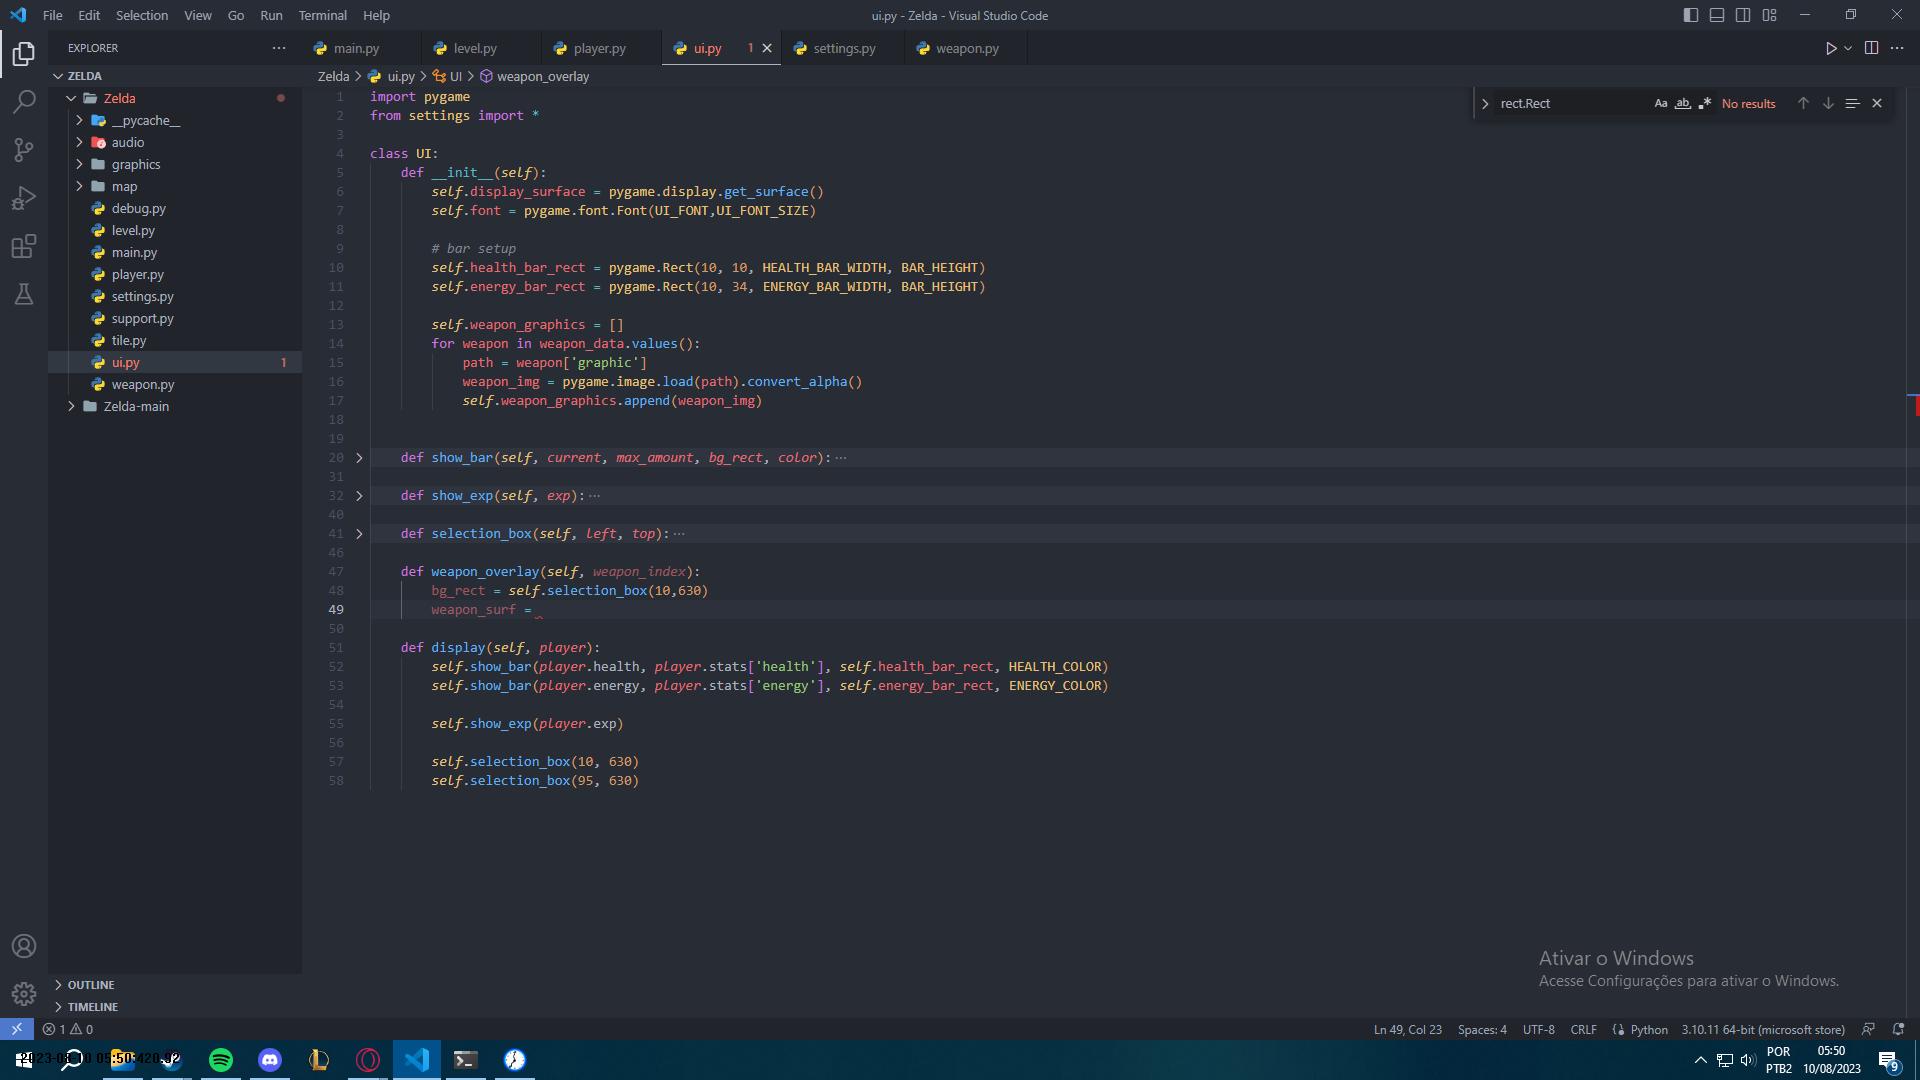 File Edit Selection View Go Run Terminal Help
ui.py - Zelda - Visual Studio Code
EXPLORER
main.py level.py player.py ui.py 1 settings.py weapon.py
ZELDA
Zelda
__pycache__
audio
graphics
map
debug.py
level.py
main.py
player.py
settings.py
support.py
tile.py
ui.py 1
weapon.py
Zelda-main
OUTLINE
TIMELINE
Zelda > ui.py > UI > weapon_overlay
rect.Rect Aa ab No results
1 import pygame
2 from settings import *
3
4 class UI:
5 def __init__(self):
6 self.display_surface = pygame.display.get_surface()
7 self.font = pygame.font.Font(UI_FONT,UI_FONT_SIZE)
8
9 # bar setup
10 self.health_bar_rect = pygame.Rect(10, 10, HEALTH_BAR_WIDTH, BAR_HEIGHT)
11 self.energy_bar_rect = pygame.Rect(10, 34, ENERGY_BAR_WIDTH, BAR_HEIGHT)
12
13 self.weapon_graphics = []
14 for weapon in weapon_data.values():
15 path = weapon['graphic']
16 weapon_img = pygame.image.load(path).convert_alpha()
17 self.weapon_graphics.append(weapon_img)
18
19
20 def show_bar(self, current, max_amount, bg_rect, color): ···
31
32 def show_exp(self, exp): ···
40
41 def selection_box(self, left, top): ···
46
47 def weapon_overlay(self, weapon_index):
48 bg_rect = self.selection_box(10,630)
49 weapon_surf =
50
51 def display(self, player):
52 self.show_bar(player.health, player.stats['health'], self.health_bar_rect, HEALTH_COLOR)
53 self.show_bar(player.energy, player.stats['energy'], self.energy_bar_rect, ENERGY_COLOR)
54
55 self.show_exp(player.exp)
56
57 self.selection_box(10, 630)
58 self.selection_box(95, 630)
Ativar o Windows
Acesse Configurações para ativar o Windows.
1 0
Ln 49, Col 23 Spaces: 4 UTF-8 CRLF Python 3.10.11 64-bit (microsoft store)
POR
PTB2
05:50
10/08/2023
9